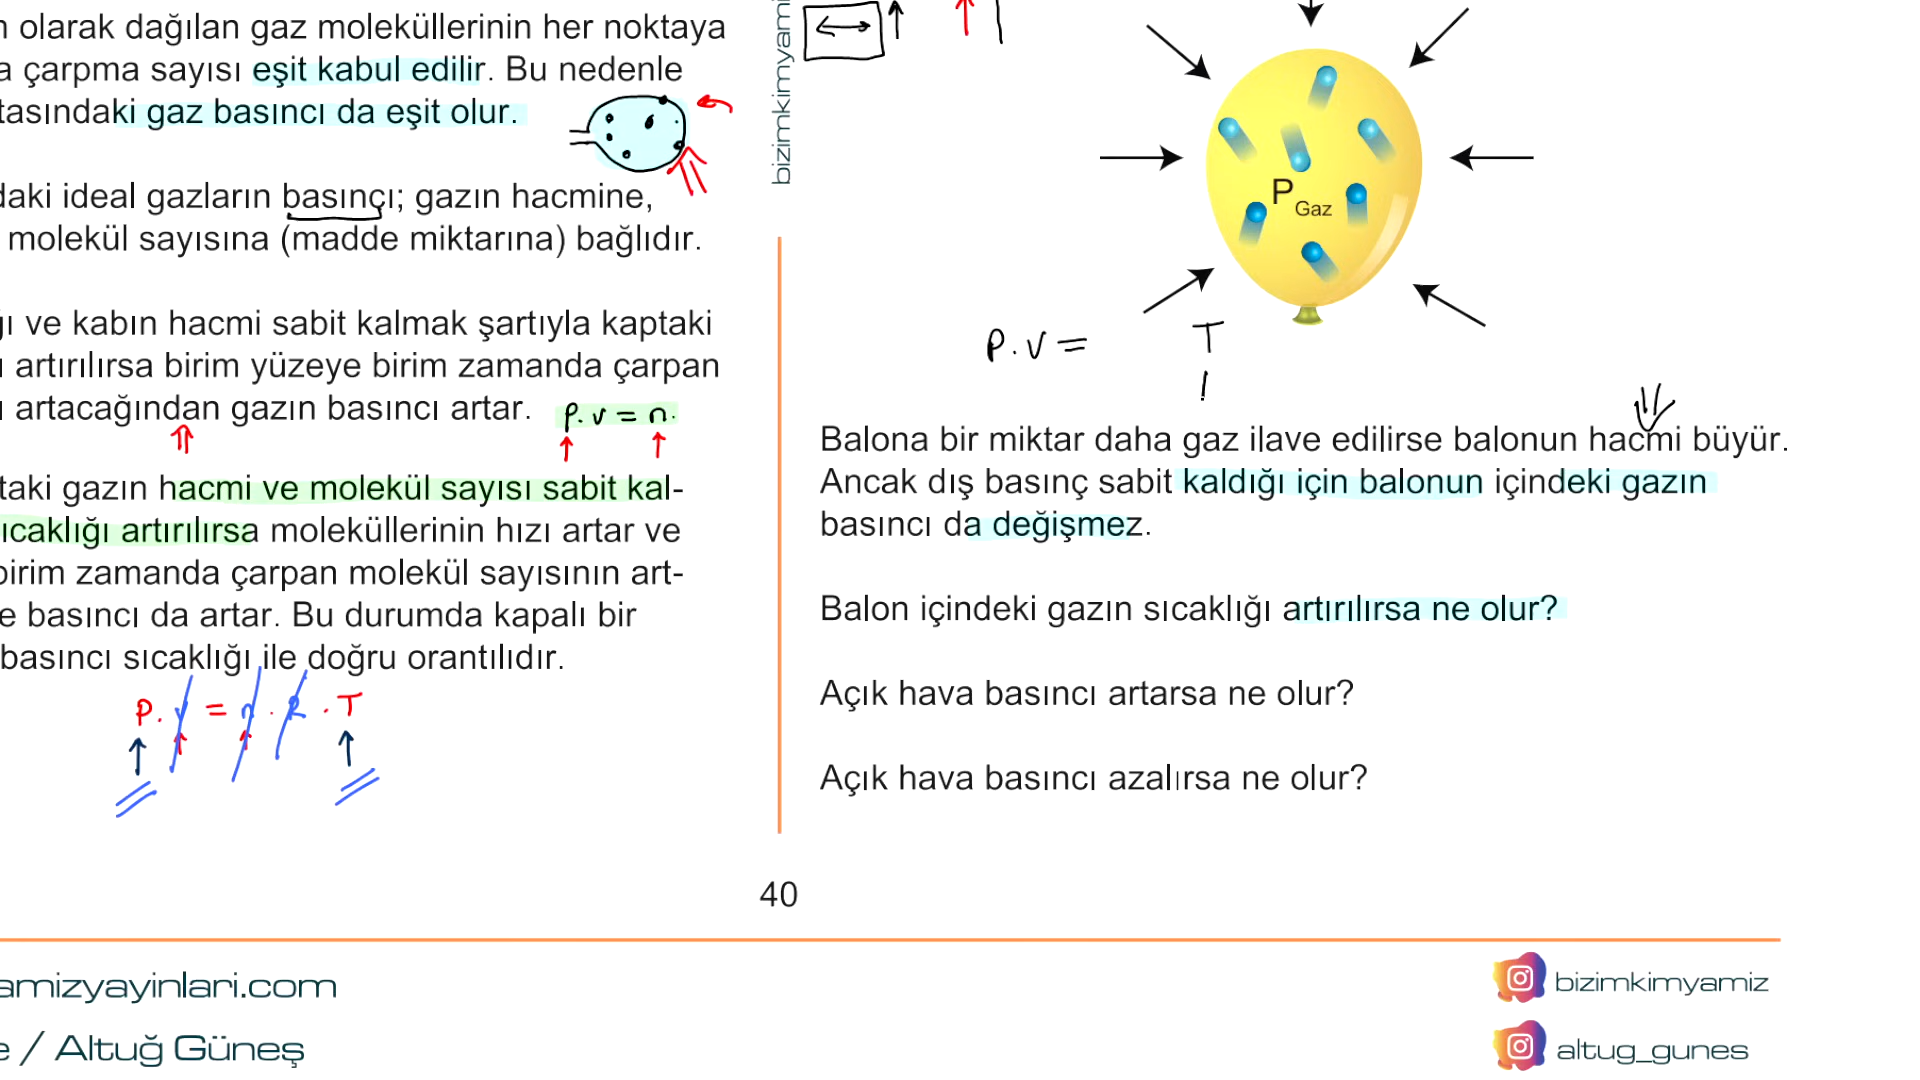 olarak dağılan gaz moleküllerinin her noktaya
a çarpma sayısı eşit kabul edilir. Bu nedenle
tasındaki gaz basıncı da eşit olur.
daki ideal gazların basınçı; gazın hacmine,
molekül sayısına (madde miktarına) bağlıdır.
ğı ve kabın hacmi sabit kalmak şartıyla kaptaki
artırılırsa birim yüzeye birim zamanda çarpan
artacağından gazın basıncı artar.
P.v = n.
taki gazın hacmi ve molekül sayısı sabit kal-
ıcaklığı artırılırsa moleküllerinin hızı artar ve
birim zamanda çarpan molekül sayısının art-
e basıncı da artar. Bu durumda kapalı bir
basıncı sıcaklığı ile doğru orantılıdır.
P.V = n.R.T
bizimkimyami
P Gaz
P.V = T
Balona bir miktar daha gaz ilave edilirse balonun hacmi büyür.
Ancak dış basınç sabit kaldığı için balonun içindeki gazın
basıncı da değişmez.
Balon içindeki gazın sıcaklığı artırılırsa ne olur?
Açık hava basıncı artarsa ne olur?
Açık hava basıncı azalırsa ne olur?
40
amizyayinlari.com
e / Altuğ Güneş
bizimkimyamiz
altug_gunes